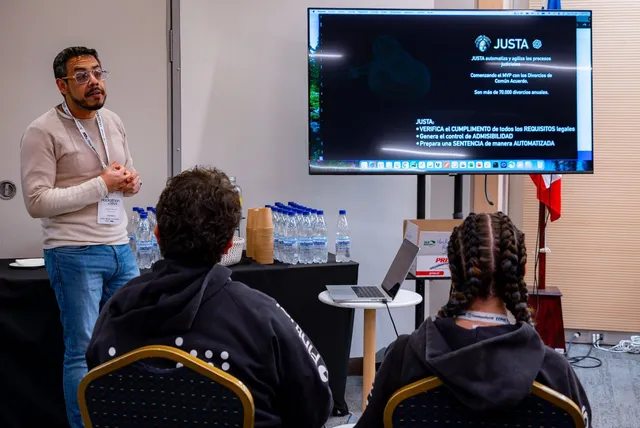 JUSTA
JUSTA automatiza y agiliza los procesos
judiciales
Comenzando el MVP con los Divorcios de
Común Acuerdo.
Son más de 70.000 divorcios anuales.
JUSTA:
• VERIFICA el CUMPLIMIENTO de todos los REQUISITOS legales
• Genera el control de ADMISIBILIDAD
• Prepara una SENTENCIA de manera AUTOMATIZADA